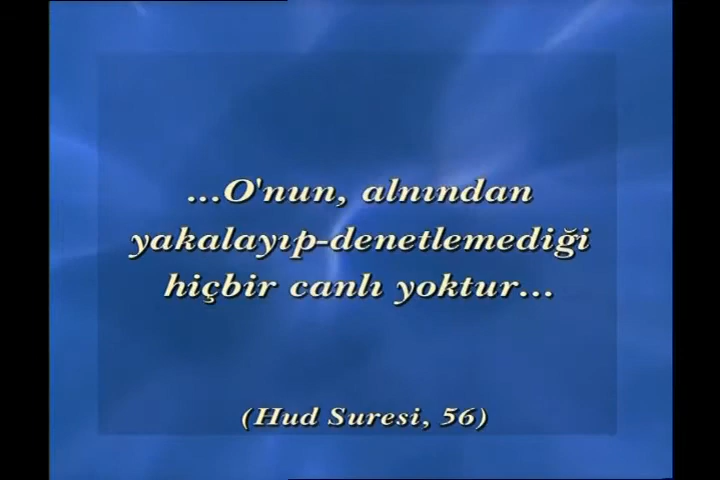 ...O'nun, alnından
yakalayıp-denetlemediği
hiçbir canlı yoktur...
(Hud Suresi, 56)